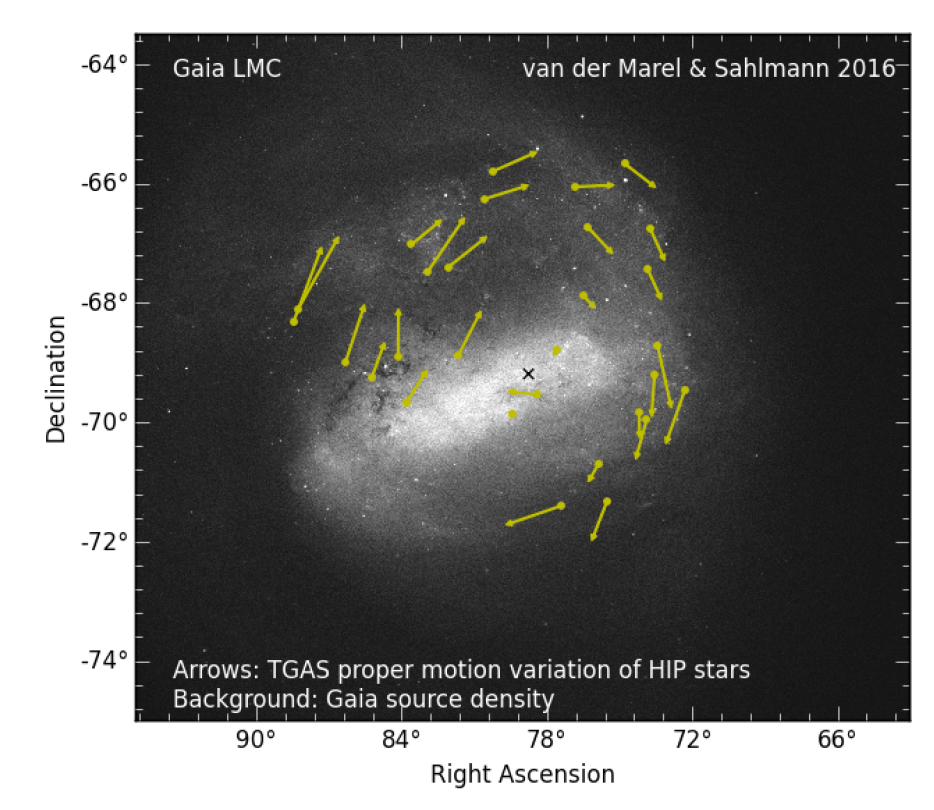 Gaia LMC
van der Marel & Sahlmann 2016
-64°
-66°
-68°
-70°
-72°
-74°
Declination
Arrows: TGAS proper motion variation of HIP stars
Background: Gaia source density
90°
84°
78°
72°
66°
Right Ascension